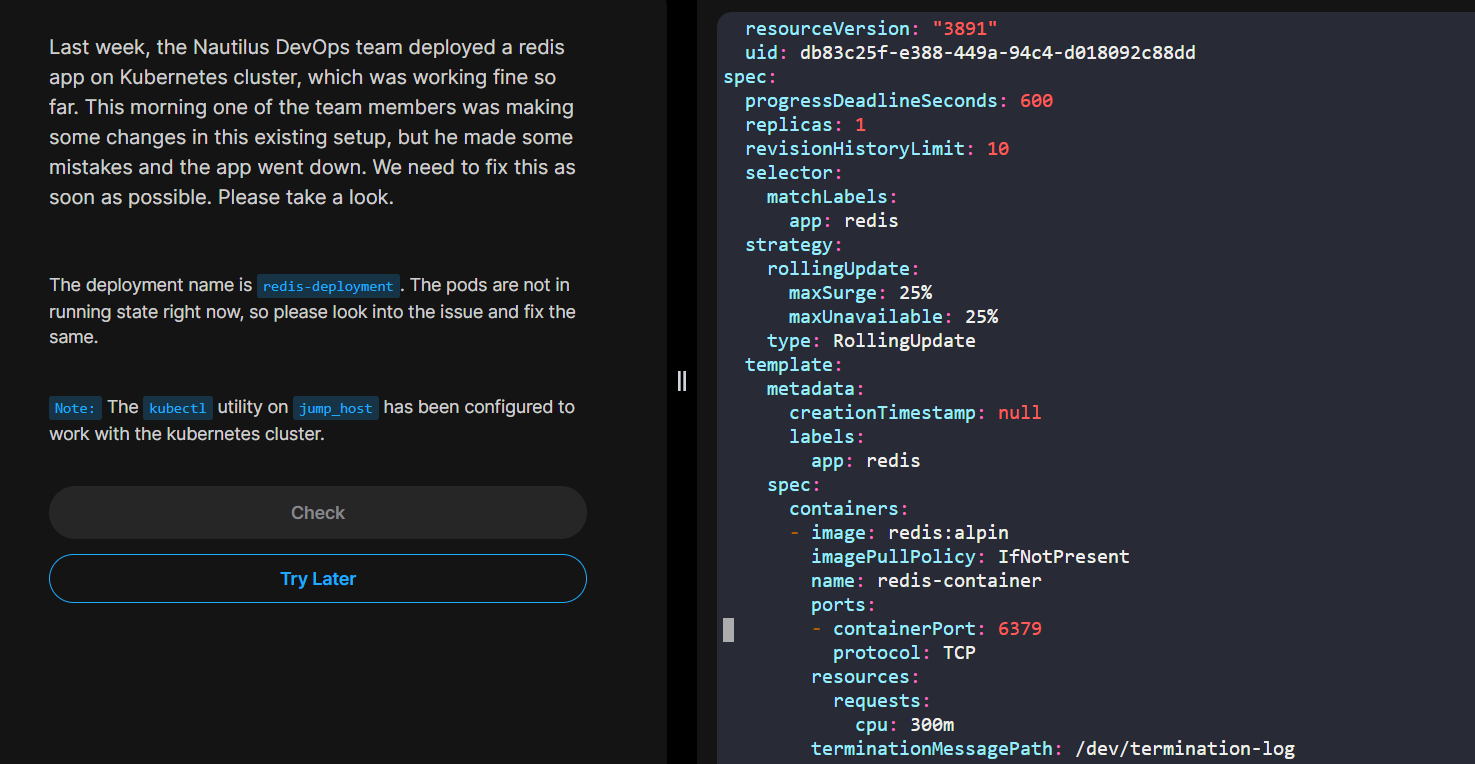 Last week, the Nautilus DevOps team deployed a redis
app on Kubernetes cluster, which was working fine so
far. This morning one of the team members was making
some changes in this existing setup, but he made some
mistakes and the app went down. We need to fix this as
soon as possible. Please take a look.
The deployment name is redis-deployment. The pods are not in
running state right now, so please look into the issue and fix the
same.
Note: The kubectl utility on jump_host has been configured to
work with the kubernetes cluster.
Check
Try Later
resourceVersion: "3891"
uid: db83c25f-e388-449a-94c4-d018092c88dd
spec:
progressDeadlineSeconds: 600
replicas: 1
revisionHistoryLimit: 10
selector:
matchLabels:
app: redis
strategy:
rollingUpdate:
maxSurge: 25%
maxUnavailable: 25%
type: RollingUpdate
template:
metadata:
creationTimestamp: null
labels:
app: redis
spec:
containers:
- image: redis:alpin
imagePullPolicy: IfNotPresent
name: redis-container
ports:
- containerPort: 6379
protocol: TCP
resources:
requests:
cpu: 300m
terminationMessagePath: /dev/termination-log